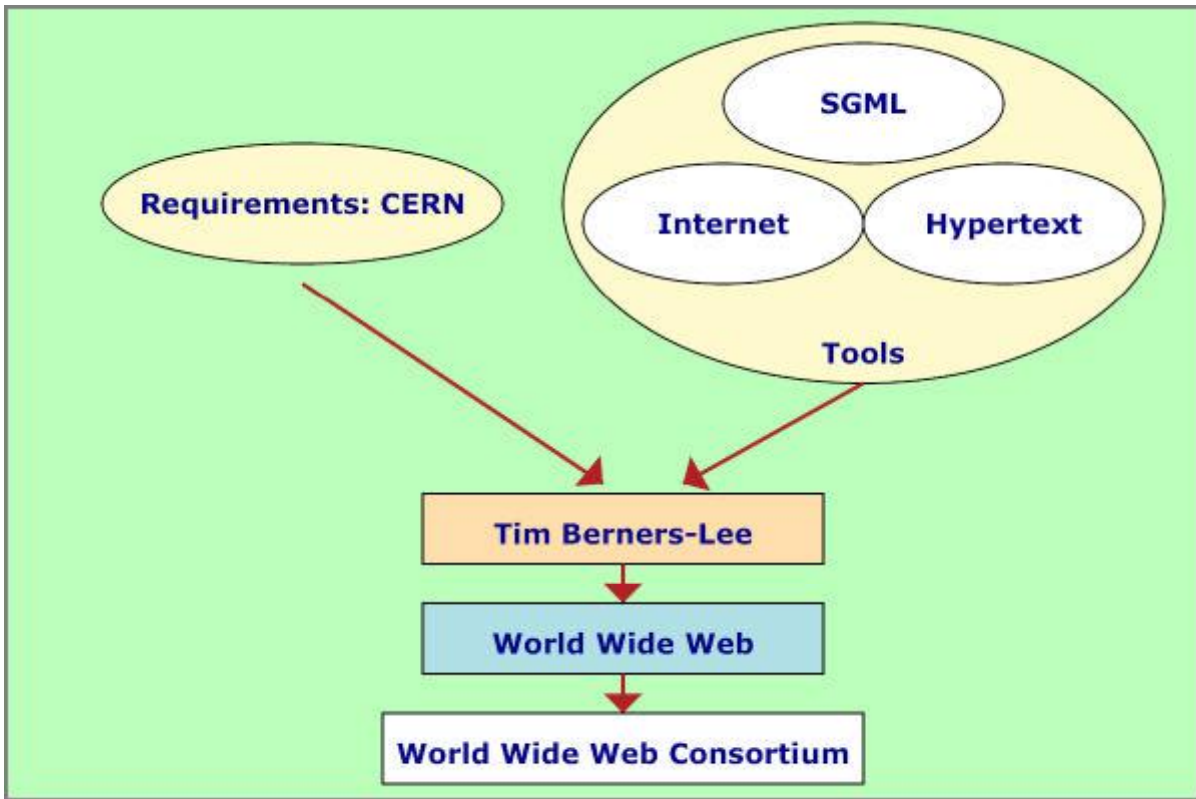 SGML
Requirements: CERN
Internet
Hypertext
Tools
Tim Berners-Lee
World Wide Web
World Wide Web Consortium